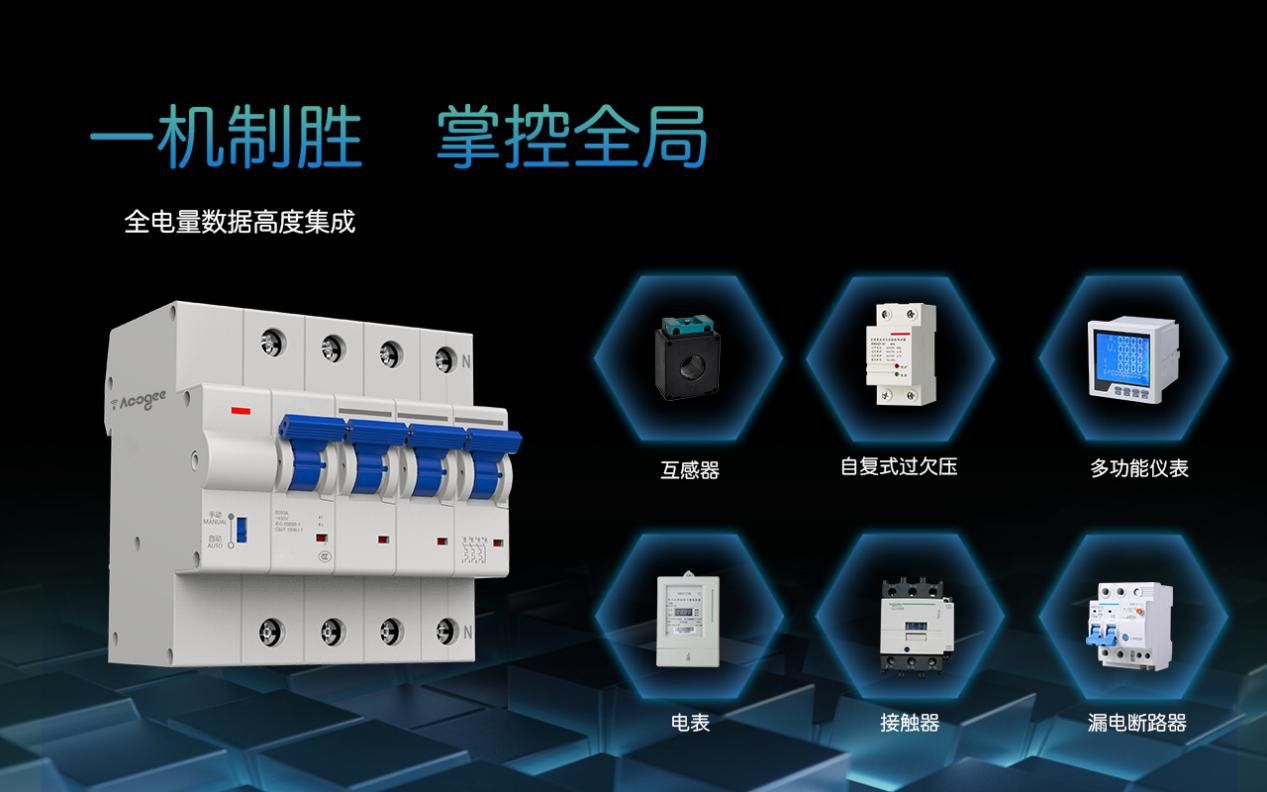 一机制胜 掌控全局
全电量数据高度集成
Acogee
N
手动
MANUAL
自动
AUTO
N
互感器
自复式过欠压
多功能仪表
电表
接触器
漏电断路器